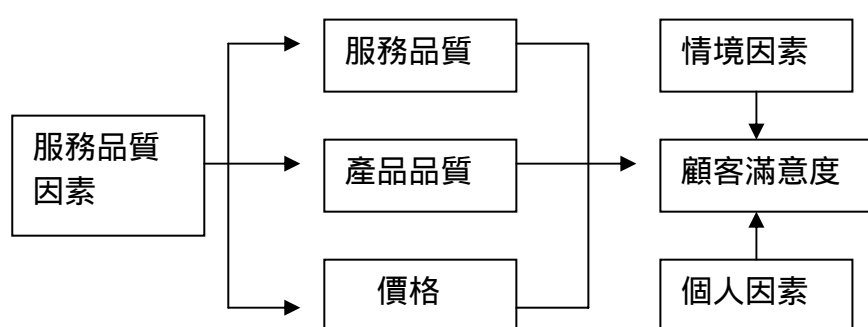 服務品質
因素
服務品質
產品品質
價格
情境因素
顧客滿意度
個人因素